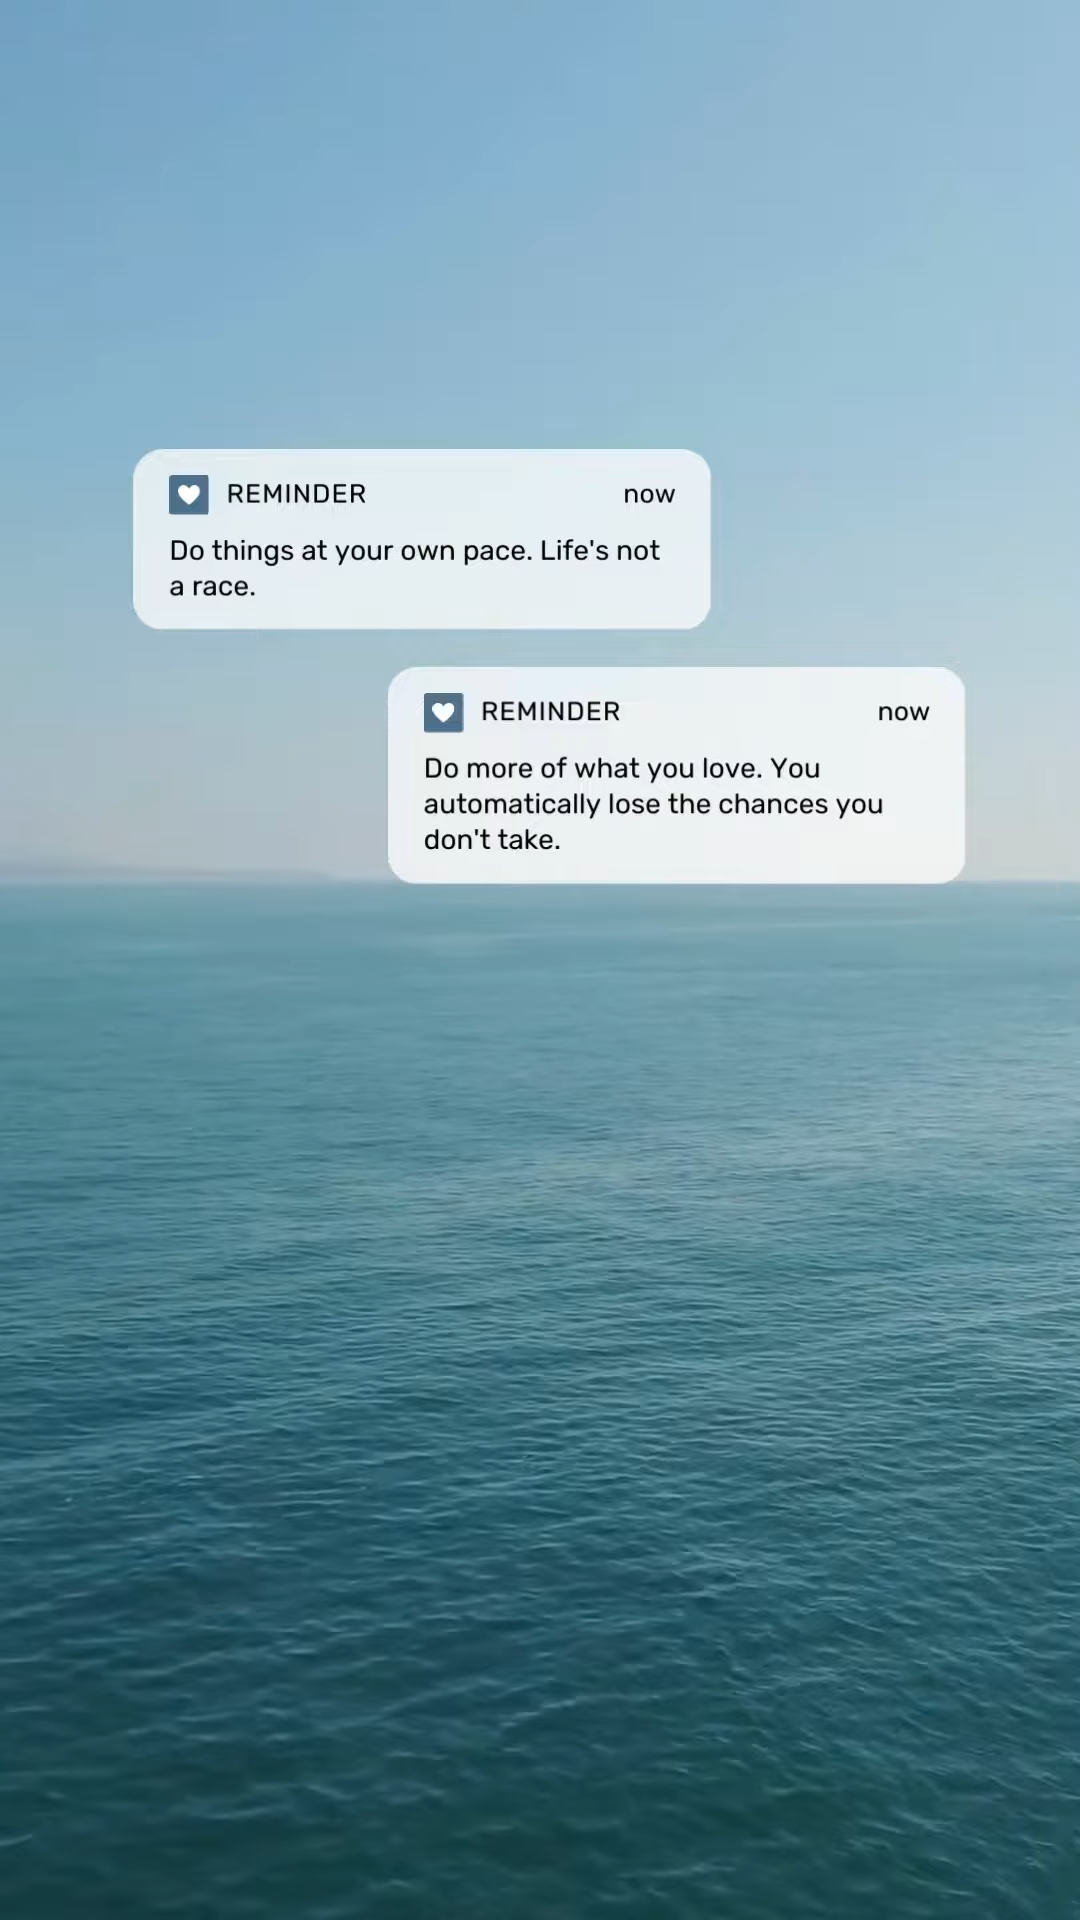 REMINDER now
Do things at your own pace. Life's not
a race.
REMINDER now
Do more of what you love. You
automatically lose the chances you
don't take.